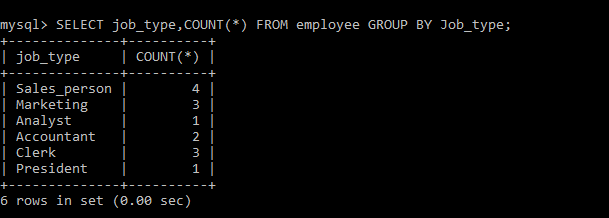 mysql> SELECT job_type,COUNT(*) FROM employee GROUP BY Job_type;
+--------------+----------+
| job_type     | COUNT(*) |
+--------------+----------+
| Sales_person |        4 |
| Marketing    |        3 |
| Analyst      |        1 |
| Accountant   |        2 |
| Clerk        |        3 |
| President    |        1 |
+--------------+----------+
6 rows in set (0.00 sec)